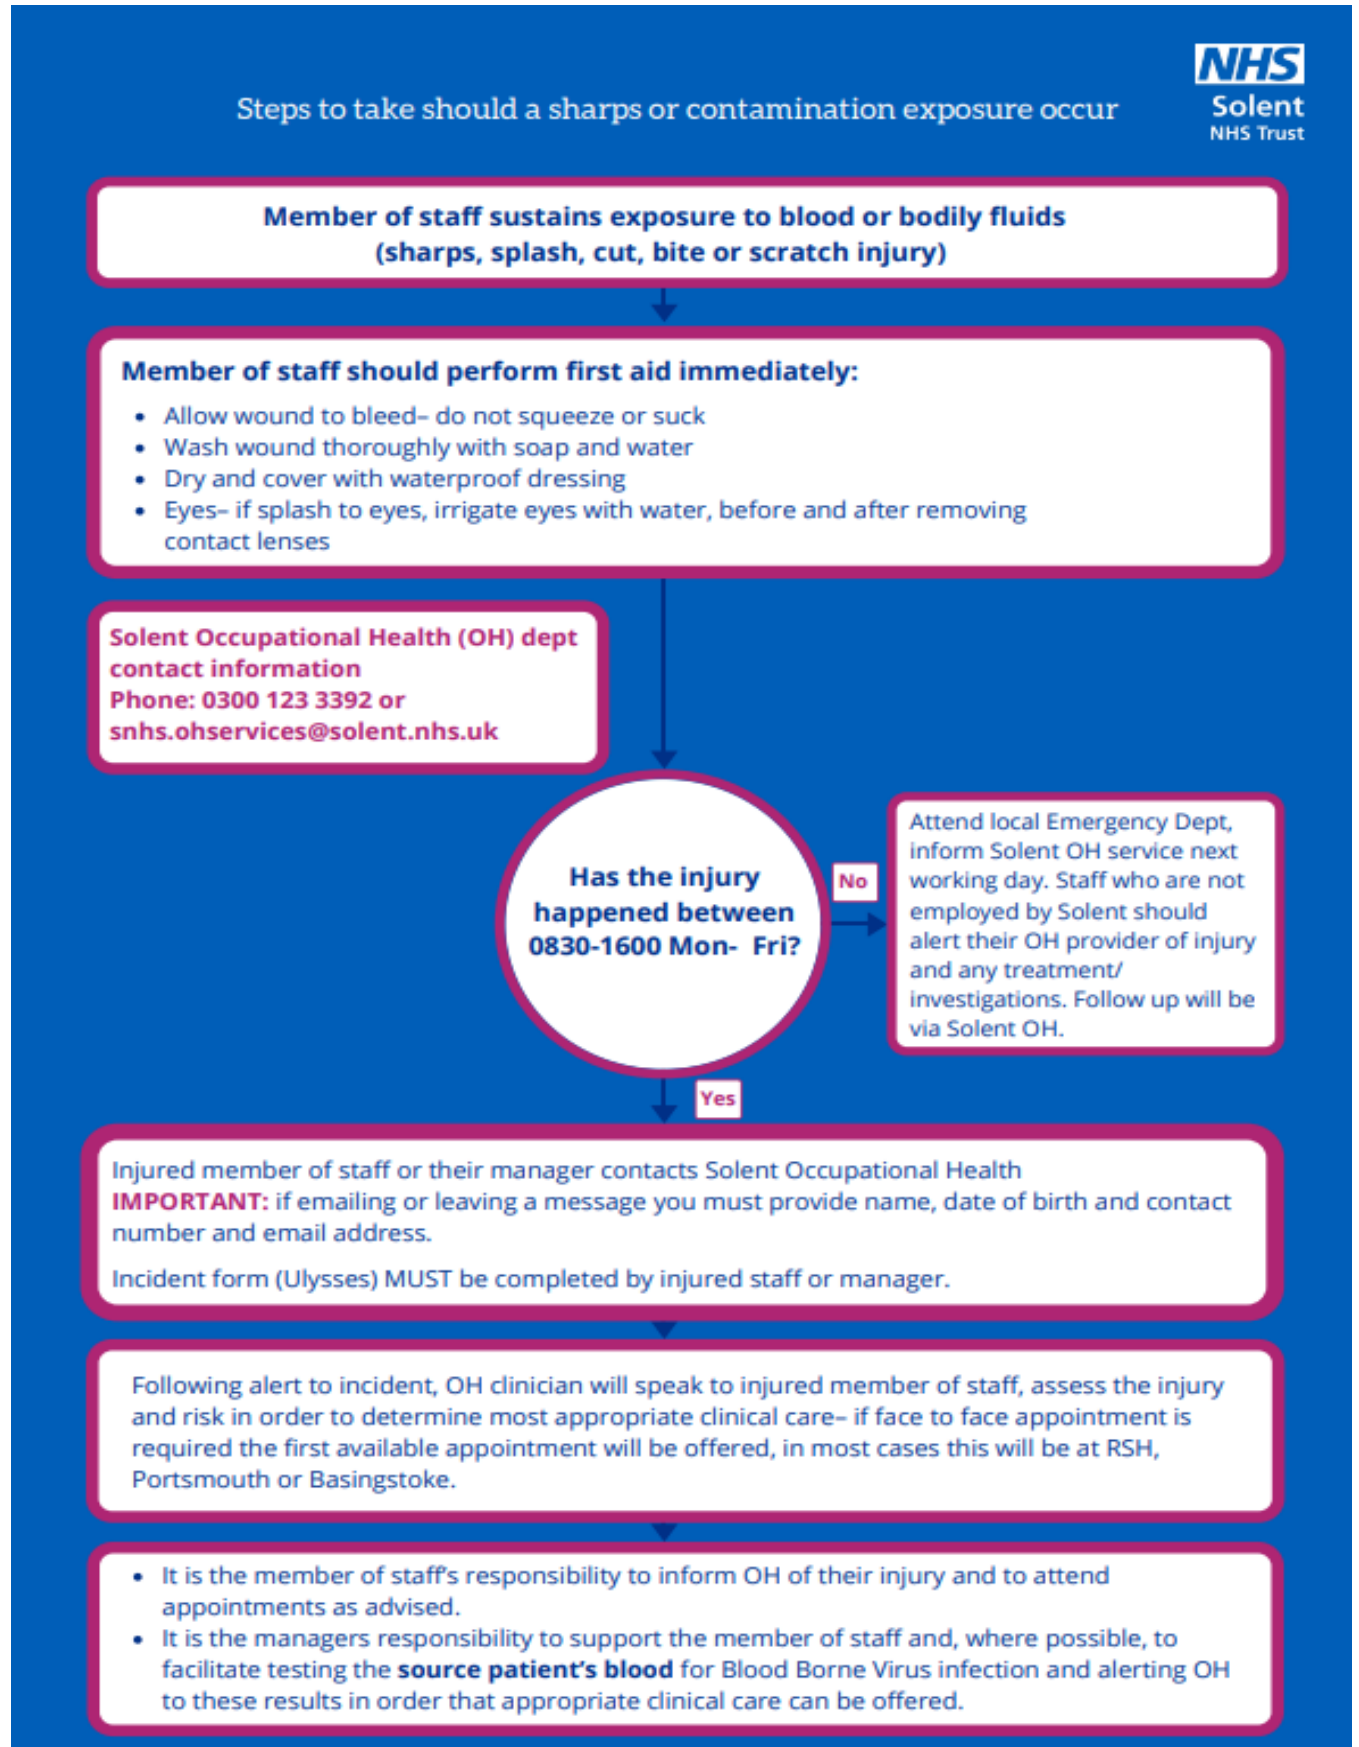 NHS
Solent
NHS Trust
Steps to take should a sharps or contamination exposure occur
Member of staff sustains exposure to blood or bodily fluids
(sharps, splash, cut, bite or scratch injury)
Member of staff should perform first aid immediately:
• Allow wound to bleed– do not squeeze or suck
• Wash wound thoroughly with soap and water
• Dry and cover with waterproof dressing
• Eyes– if splash to eyes, irrigate eyes with water, before and after removing
contact lenses
Solent Occupational Health (OH) dept
contact information
Phone: 0300 123 3392 or
snhs.ohservices@solent.nhs.uk
Has the injury
happened between
0830-1600 Mon- Fri?
No
Attend local Emergency Dept,
inform Solent OH service next
working day. Staff who are not
employed by Solent should
alert their OH provider of injury
and any treatment/
investigations. Follow up will be
via Solent OH.
Yes
Injured member of staff or their manager contacts Solent Occupational Health
IMPORTANT: if emailing or leaving a message you must provide name, date of birth and contact
number and email address.
Incident form (Ulysses) MUST be completed by injured staff or manager.
Following alert to incident, OH clinician will speak to injured member of staff, assess the injury
and risk in order to determine most appropriate clinical care– if face to face appointment is
required the first available appointment will be offered, in most cases this will be at RSH,
Portsmouth or Basingstoke.
• It is the member of staff's responsibility to inform OH of their injury and to attend
appointments as advised.
• It is the managers responsibility to support the member of staff and, where possible, to
facilitate testing the source patient's blood for Blood Borne Virus infection and alerting OH
to these results in order that appropriate clinical care can be offered.